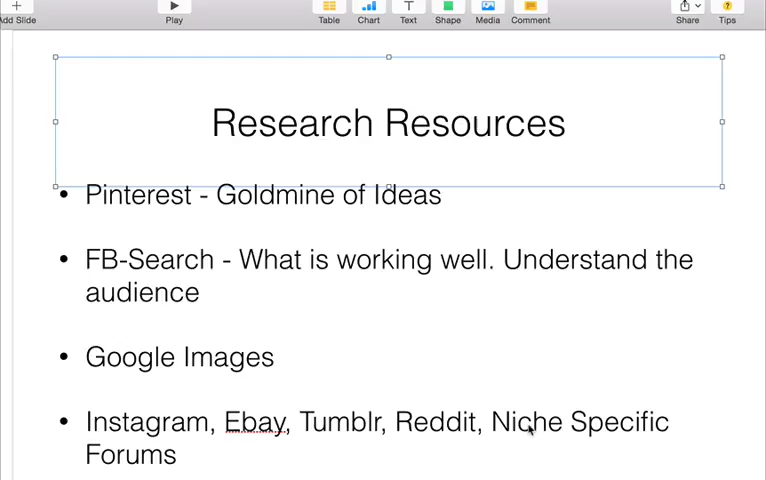 Add Slide
Play
Table
Chart
Text
Shape
Media
Comment
Share
Tips
Research Resources
• Pinterest - Goldmine of Ideas
• FB-Search - What is working well. Understand the
audience
• Google Images
• Instagram, Ebay, Tumblr, Reddit, Niche Specific
Forums